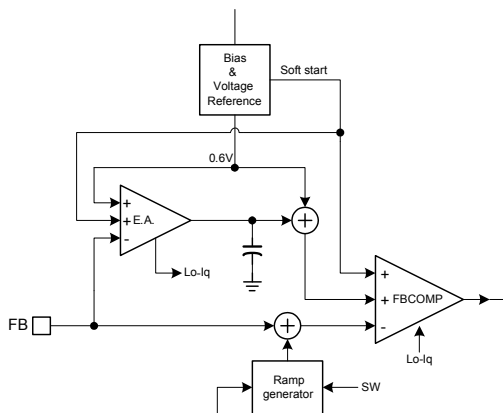 Bias
&
Voltage
Reference
Soft start
0.6V
+
+ E.A.
-
Lo-Iq
+
+
+ FBCOMP
-
Lo-Iq
FB
+
Ramp
generator
SW